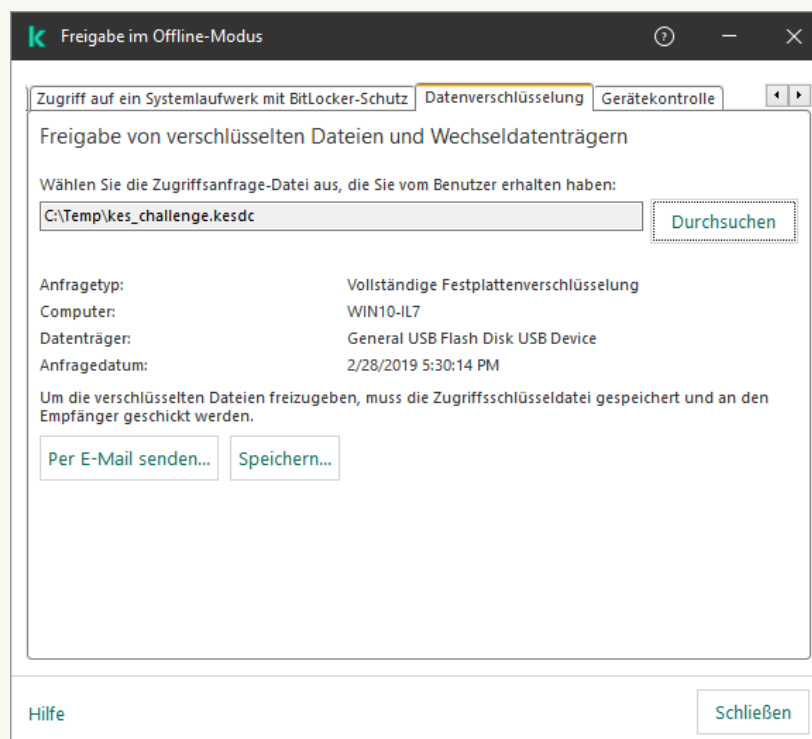 Freigabe im Offline-Modus
Zugriff auf ein Systemlaufwerk mit BitLocker-Schutz Datenverschlüsselung Gerätekontrolle
Freigabe von verschlüsselten Dateien und Wechseldatenträgern
Wählen Sie die Zugriffsanfrage-Datei aus, die Sie vom Benutzer erhalten haben:
C:\Temp\kes_challenge.kesdc Durchsuchen
Anfragetyp: Vollständige Festplattenverschlüsselung
Computer: WIN10-IL7
Datenträger: General USB Flash Disk USB Device
Anfragedatum: 2/28/2019 5:30:14 PM
Um die verschlüsselten Dateien freizugeben, muss die Zugriffsschlüsseldatei gespeichert und an den
Empfänger geschickt werden.
Per E-Mail senden... Speichern...
Hilfe Schließen